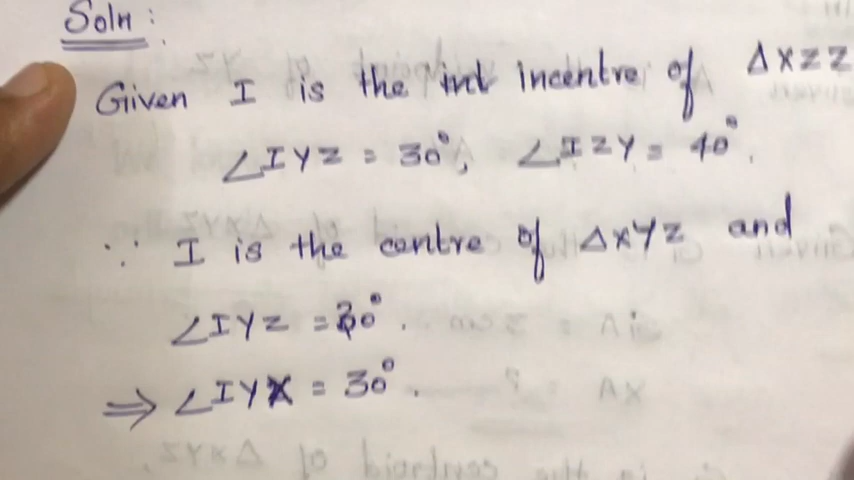 Soln :
Given I is the int incentre of ΔXZZ
∠IYZ = 30°, ∠IZY = 40°.
∵ I is the centre of ΔXYZ and
∠IYZ = 30°.
⇒ ∠IYX = 30°.